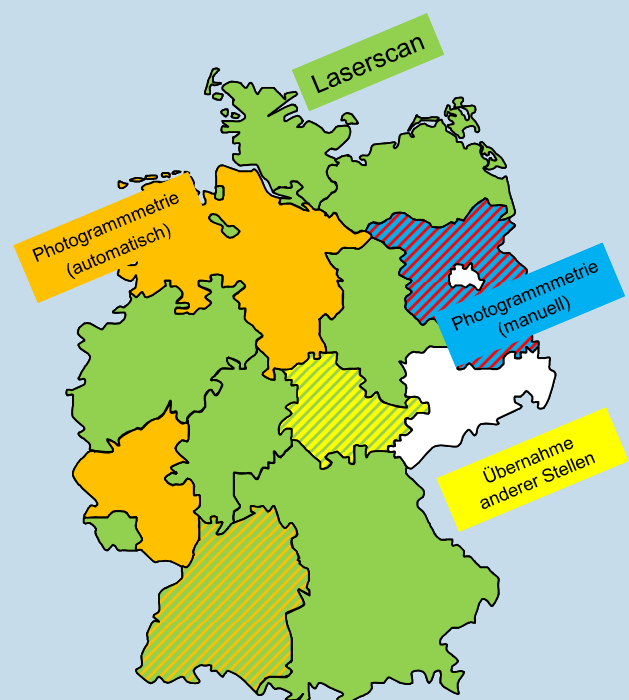 Laserscan
Photogrammmetrie
(automatisch)
Photogrammmetrie
(manuell)
Übernahme
anderer Stellen